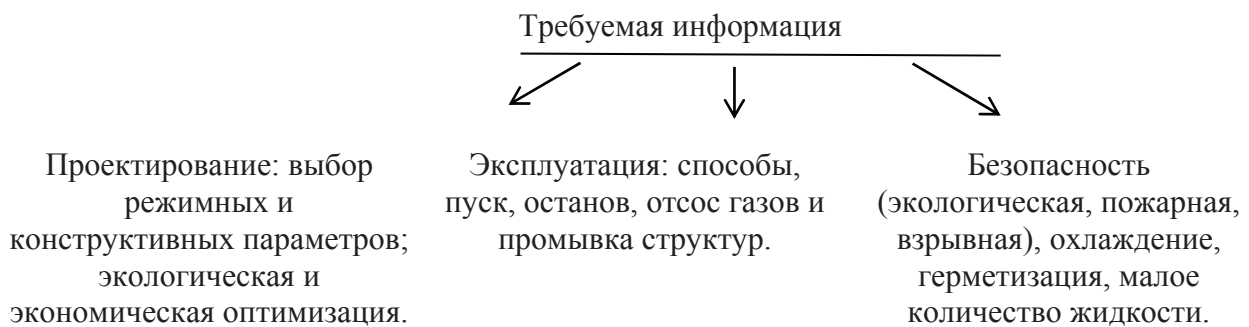 Требуемая информация
Проектирование: выбор
режимных и
конструктивных параметров;
экологическая и
экономическая оптимизация.
Эксплуатация: способы,
пуск, останов, отсос газов и
промывка структур.
Безопасность
(экологическая, пожарная,
взрывная), охлаждение,
герметизация, малое
количество жидкости.